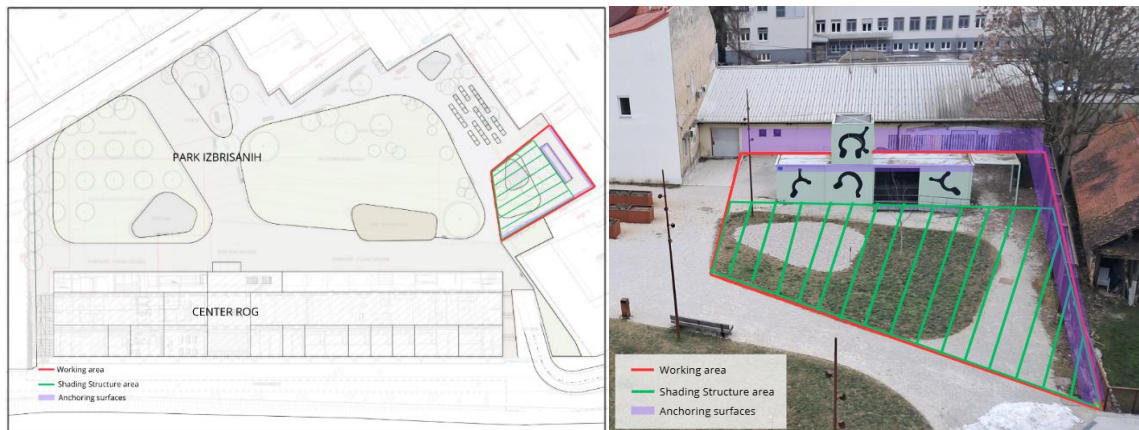 PARK IZBRISANIH
CENTER ROG
Working area
Shading Structure area
Anchoring surfaces
Working area
Shading Structure area
Anchoring surfaces